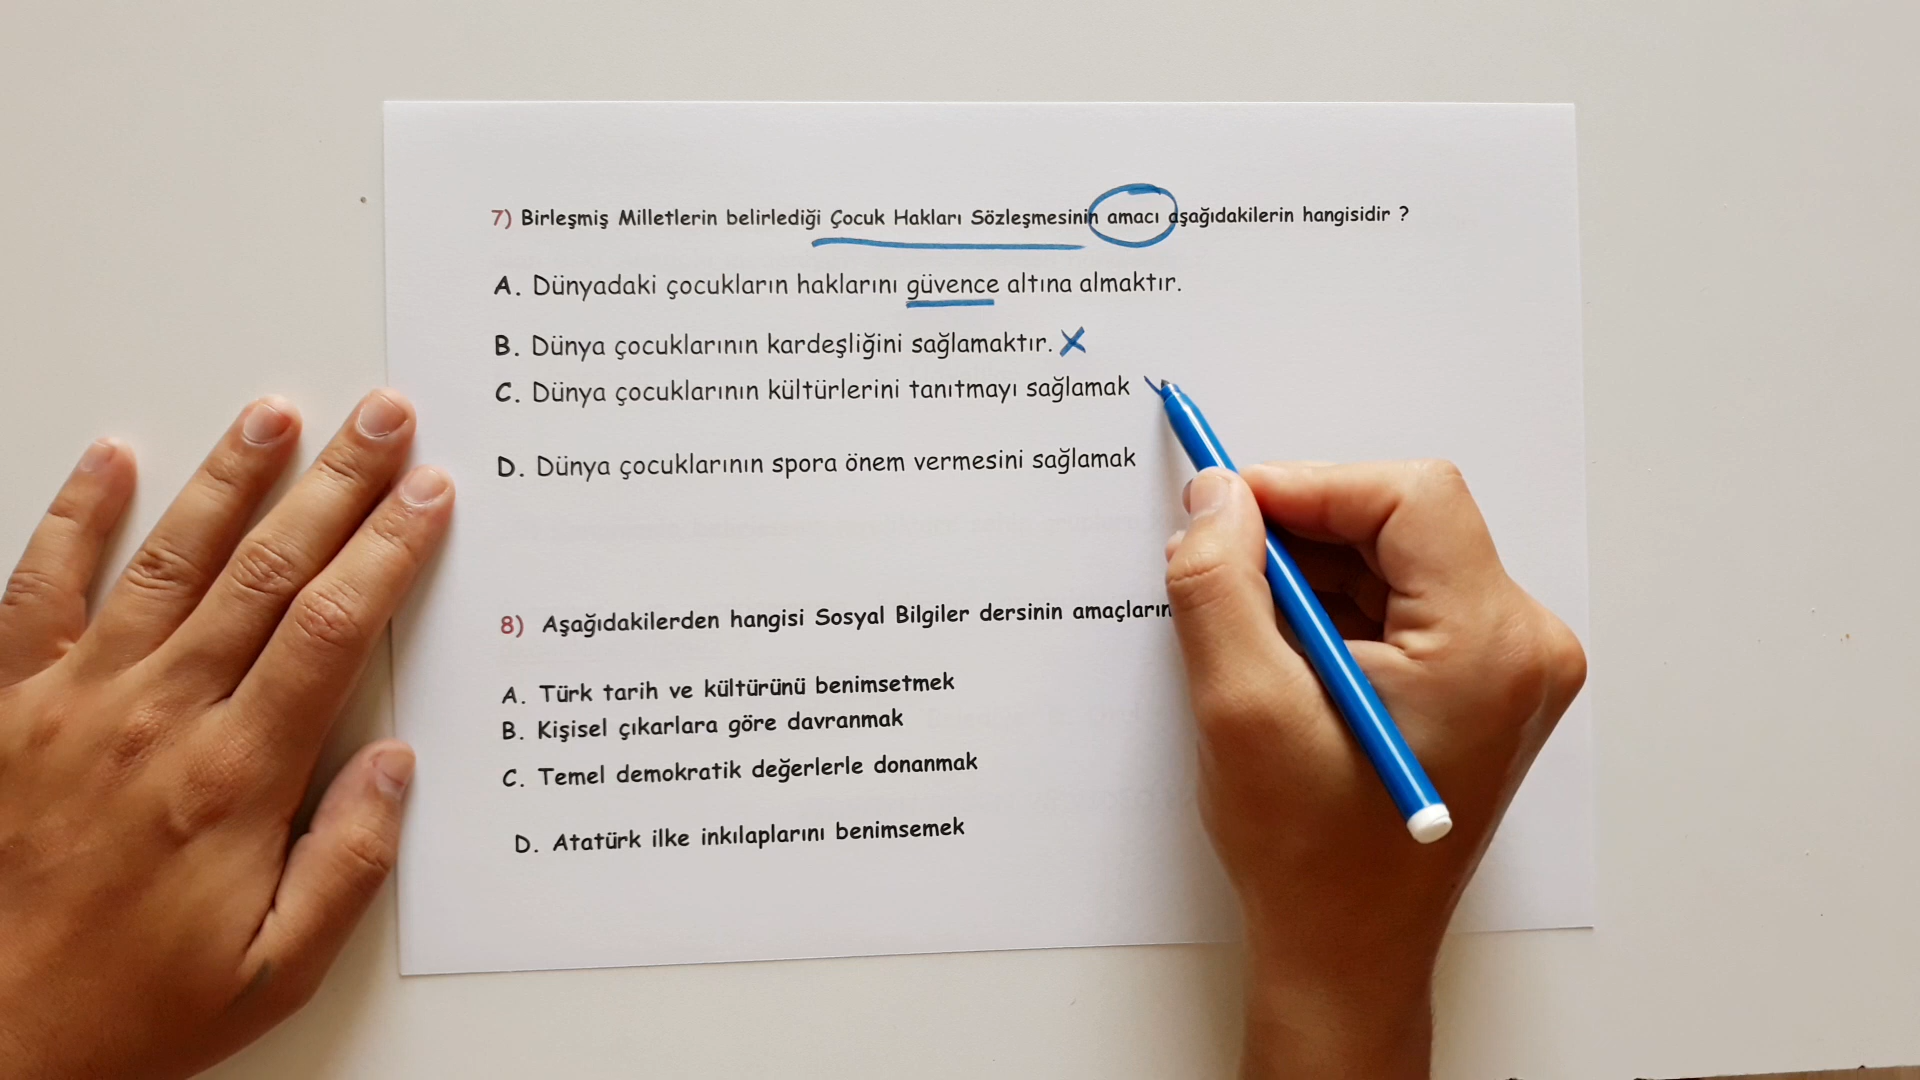 7) Birleşmiş Milletlerin belirlediği Çocuk Hakları Sözleşmesinin amacı aşağıdakilerin hangisidir ?
A. Dünyadaki çocukların haklarını güvence altına almaktır.
B. Dünya çocuklarının kardeşliğini sağlamaktır.
C. Dünya çocuklarının kültürlerini tanıtmayı sağlamak
D. Dünya çocuklarının spora önem vermesini sağlamak
8) Aşağıdakilerden hangisi Sosyal Bilgiler dersinin
A. Türk tarih ve kültürünü benimsetmek
B. Kişisel çıkarlara göre davranmak
C. Temel demokratik değerlerle donanmak
D. Atatürk ilke inkılaplarını benimsemek